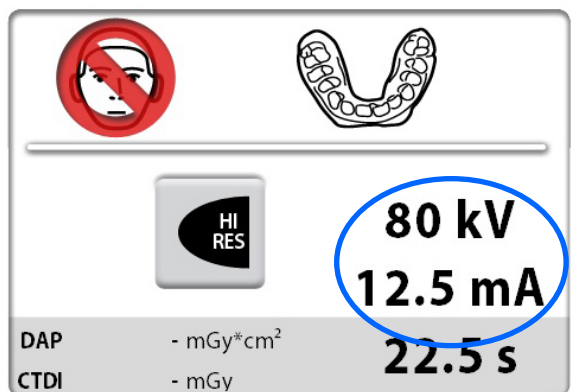 HI
RES
80 kV
12.5 mA
DAP - mGy*cm²
22.5 s
CTDI - mGy